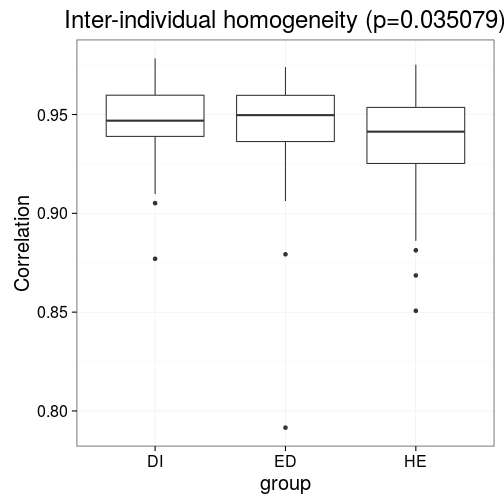 Inter-individual homogeneity (p=0.035079)
Correlation
0.95
0.90
0.85
0.80
DI ED HE
group